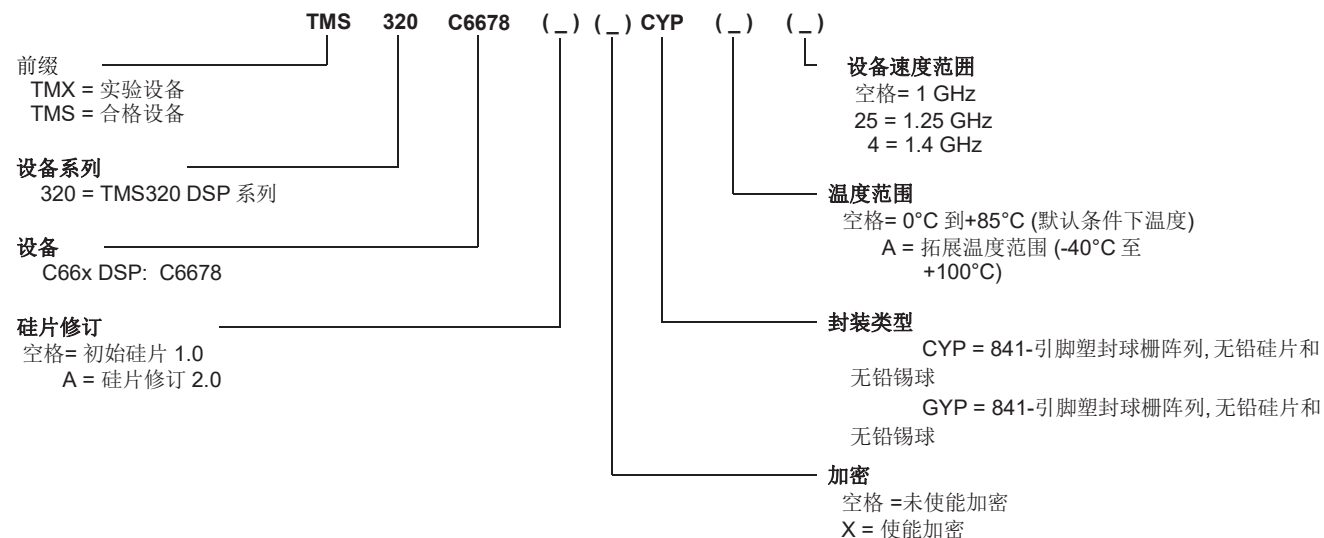 TMS 320 C6678 ( _ ) ( _ ) CYP ( _ ) ( _ )
前缀
TMX = 实验设备
TMS = 合格设备
设备系列
320 = TMS320 DSP 系列
设备
C66x DSP: C6678
硅片修订
空格= 初始硅片 1.0
A = 硅片修订 2.0
设备速度范围
空格= 1 GHz
25 = 1.25 GHz
4 = 1.4 GHz
温度范围
空格= 0°C 到+85°C (默认条件下温度)
A = 拓展温度范围 (-40°C 至
+100°C)
封装类型
CYP = 841-引脚塑封球栅阵列, 无铅硅片和
无铅锡球
GYP = 841-引脚塑封球栅阵列, 无铅硅片和
无铅锡球
加密
空格 =未使能加密
X = 使能加密